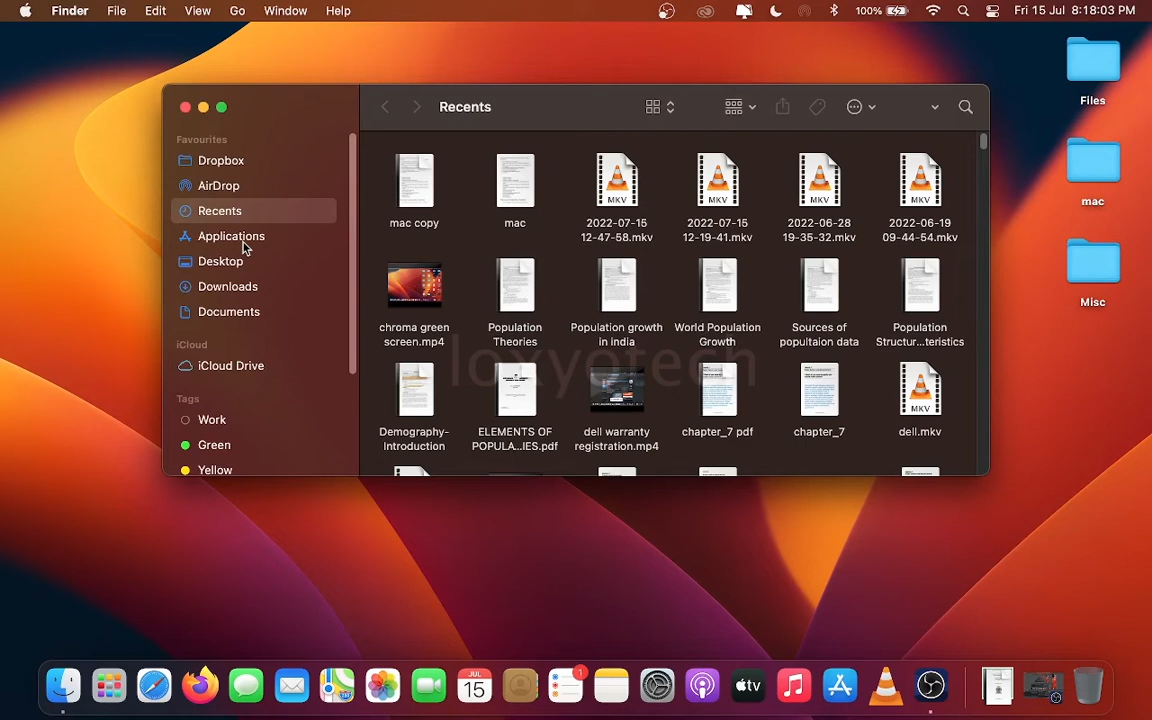 Finder File Edit View Go Window Help 100% Fri 15 Jul 8:18:03 PM
Files
mac
Misc
Recents
Favourites
Dropbox
AirDrop
Recents
Applications
Desktop
Downloads
Documents
iCloud
iCloud Drive
Tags
Work
Green
Yellow
MKV MKV MKV MKV
mac copy mac 2022-07-15 2022-07-15 2022-06-28 2022-06-19
12-47-58.mkv 12-19-41.mkv 19-35-32.mkv 09-44-54.mkv
chroma green Population Population growth World Population Sources of Population
screen.mp4 Theories in india Growth popultaion data Structur...teristics
loxyotech
MKV
Demography- ELEMENTS OF dell warranty chapter_7 pdf chapter_7 dell.mkv
Introduction POPULA...IES.pdf registration.mp4
JUL
15
1
tv